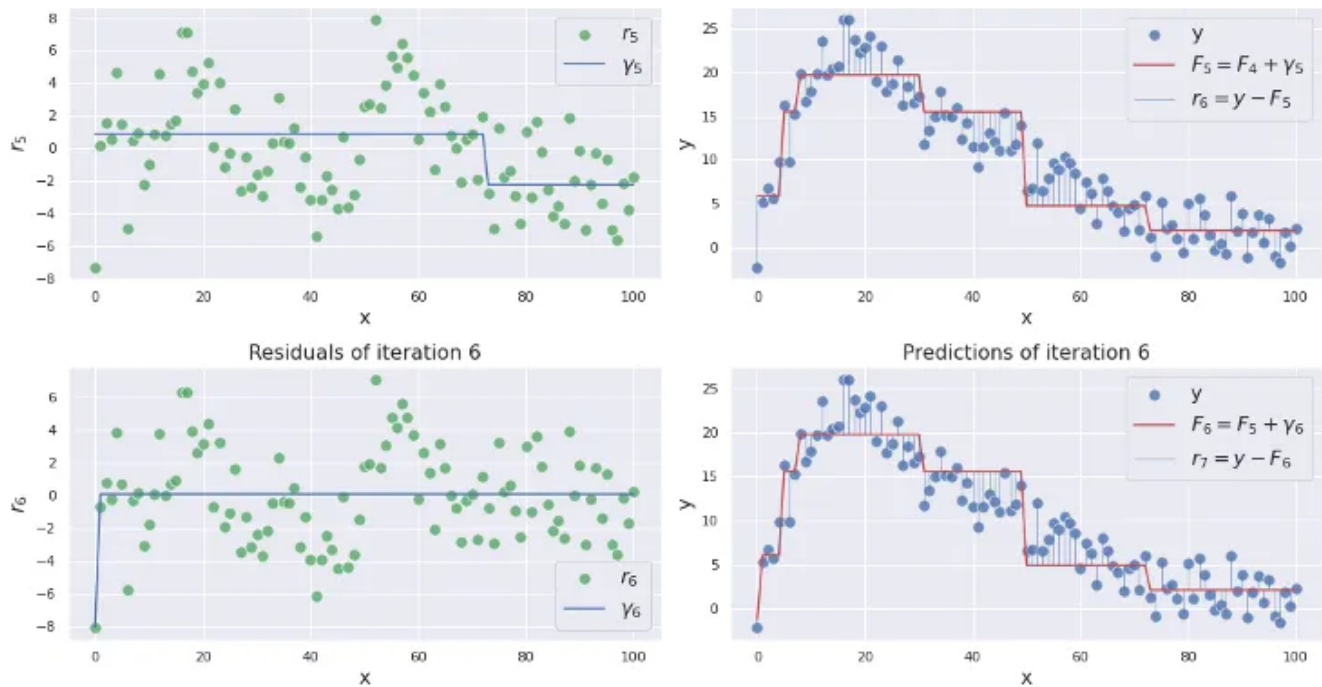 8
6
4
2
0
−2
−4
−6
−8
r₅
0
20
40
60
80
100
x
r₅
γ₅
25
20
15
10
5
0
y
0
20
40
60
80
100
x
y
F₅ = F₄ + γ₅
r₆ = y − F₅
Residuals of iteration 6
6
4
2
0
−2
−4
−6
−8
r₆
0
20
40
60
80
100
x
r₆
γ₆
Predictions of iteration 6
25
20
15
10
5
0
y
0
20
40
60
80
100
x
y
F₆ = F₅ + γ₆
r₇ = y − F₆